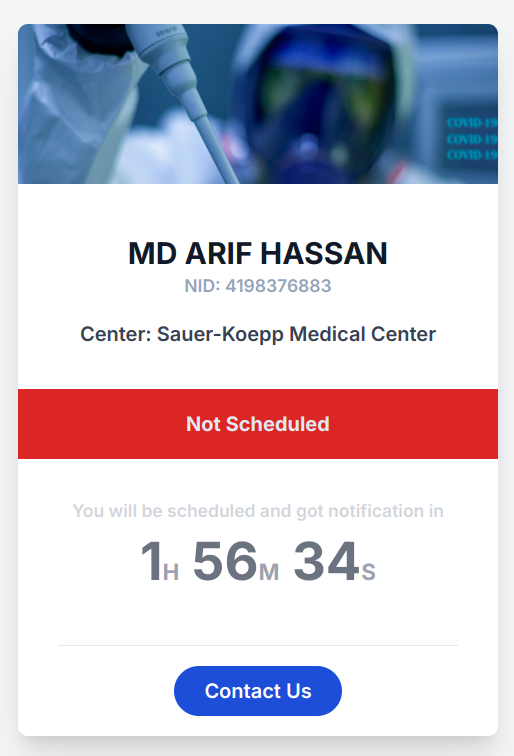 COVID-19
COVID-19
COVID-19
MD ARIF HASSAN
NID: 4198376883
Center: Sauer-Koepp Medical Center
Not Scheduled
You will be scheduled and got notification in
1H 56M 34S
Contact Us